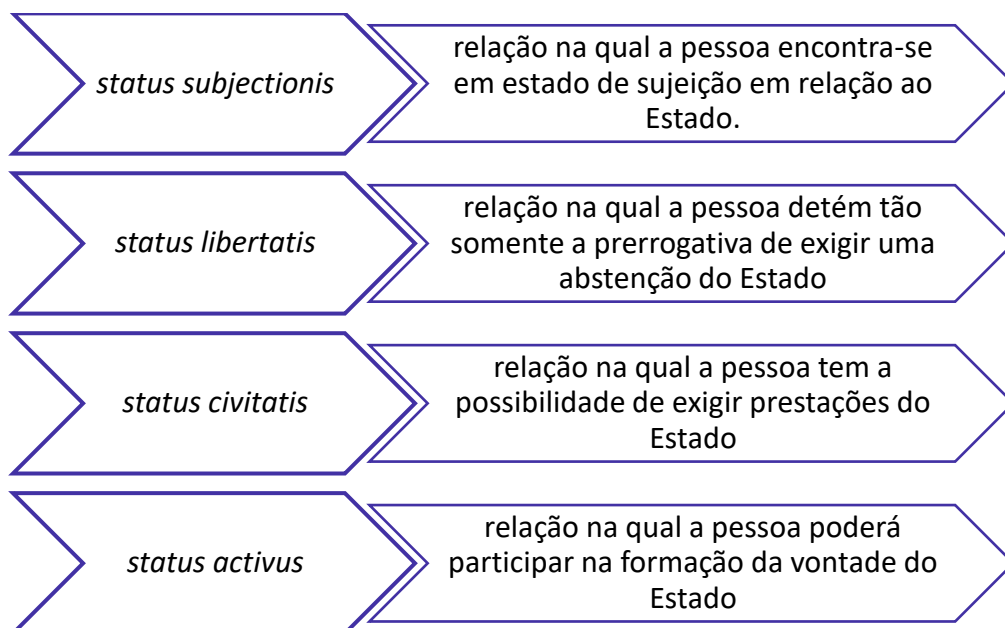 status subjectionis
relação na qual a pessoa encontra-se
em estado de sujeição em relação ao
Estado.
status libertatis
relação na qual a pessoa detém tão
somente a prerrogativa de exigir uma
abstenção do Estado
status civitatis
relação na qual a pessoa tem a
possibilidade de exigir prestações do
Estado
status activus
relação na qual a pessoa poderá
participar na formação da vontade do
Estado